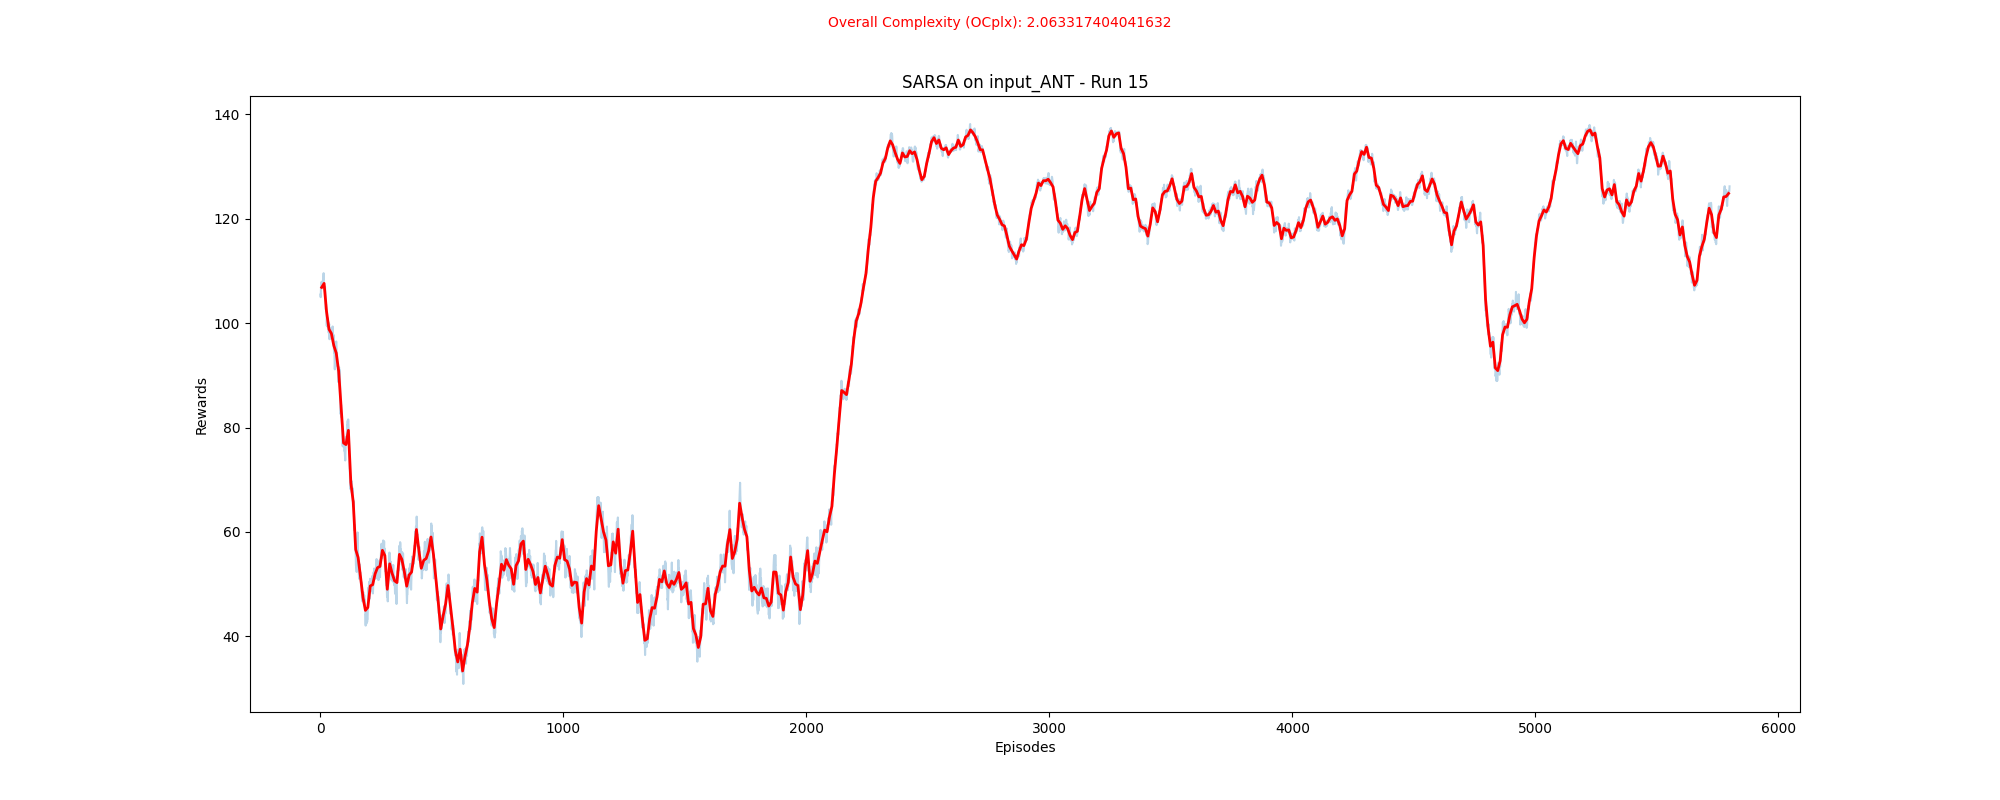 Overall Complexity (OCplx): 2.063317404041632
SARSA on input_ANT - Run 15
140
120
100
80
60
40
Rewards
0 1000 2000 3000 4000 5000 6000
Episodes